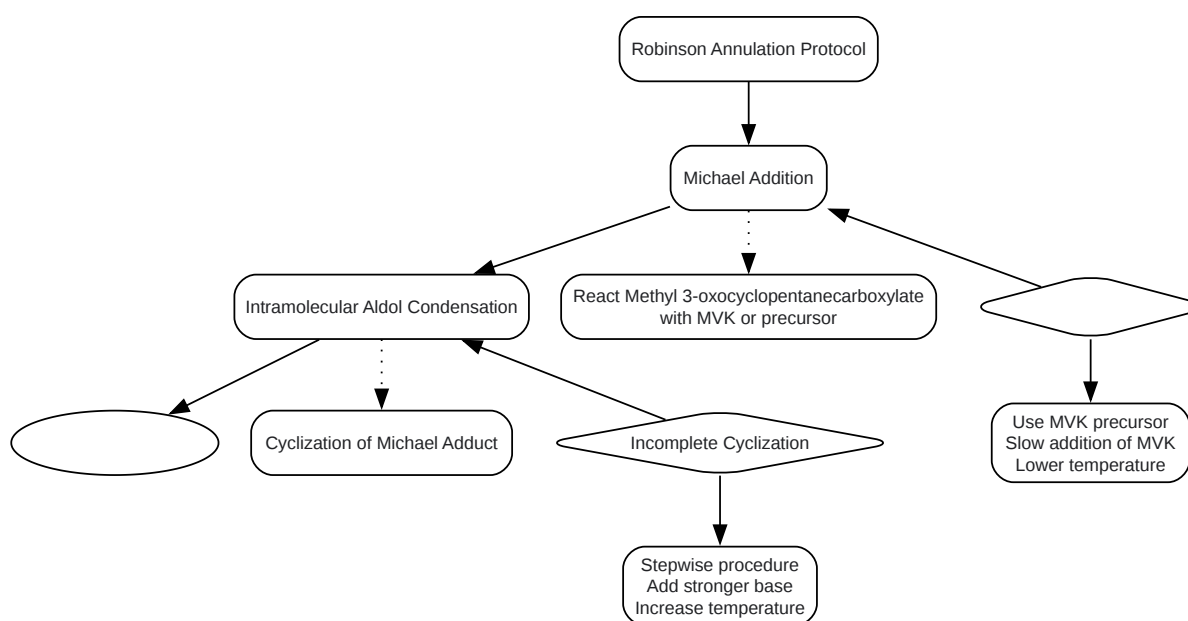 Robinson Annulation Protocol
Michael Addition
Intramolecular Aldol Condensation
React Methyl 3-oxocyclopentanecarboxylate
with MVK or precursor
Cyclization of Michael Adduct
Incomplete Cyclization
Use MVK precursor
Slow addition of MVK
Lower temperature
Stepwise procedure
Add stronger base
Increase temperature